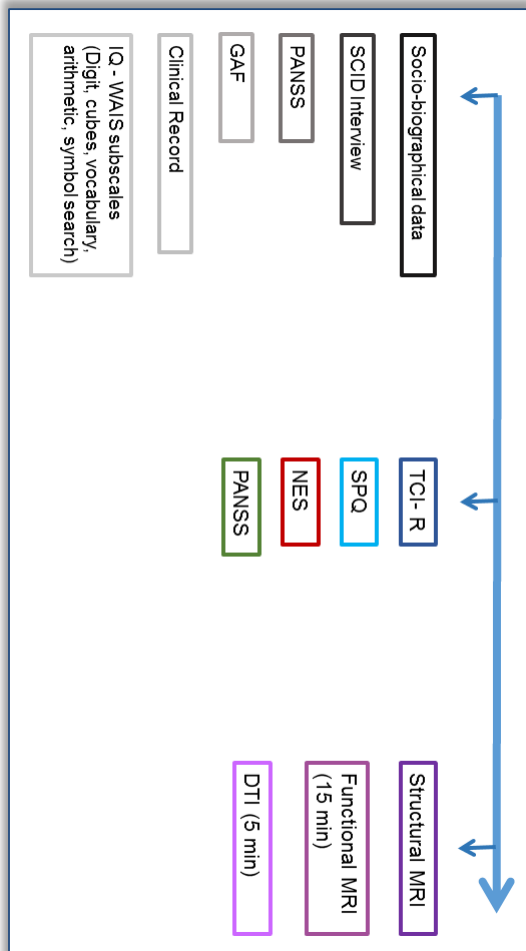 Socio-biographical data
SCID Interview
PANSS
GAF
Clinical Record
IQ - WAIS subscales
(Digit, cubes, vocabulary,
arithmetic, symbol search)
TCI- R
SPQ
NES
PANSS
Structural MRI
Functional MRI
(15 min)
DTI (5 min)